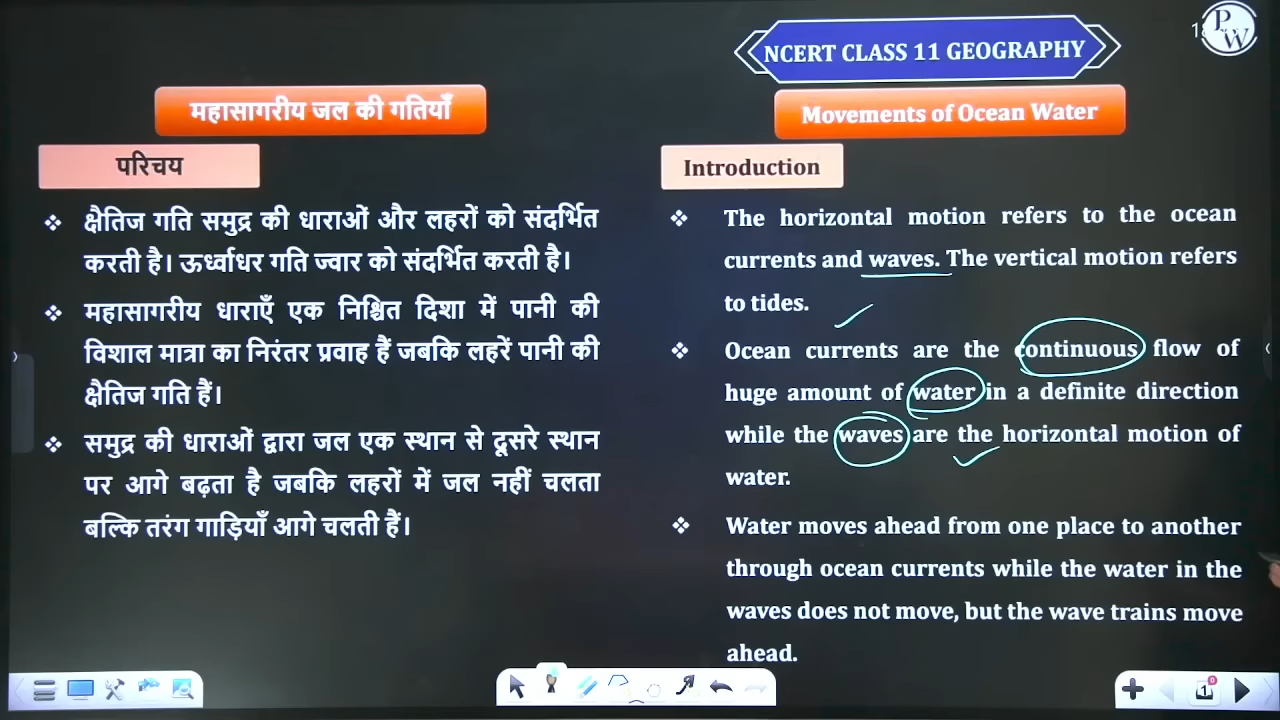 NCERT CLASS 11 GEOGRAPHY
PW
महासागरीय जल की गतियाँ
परिचय
❖ क्षैतिज गति समुद्र की धाराओं और लहरों को संदर्भित
करती है। ऊर्ध्वाधर गति ज्वार को संदर्भित करती है।
❖ महासागरीय धाराएँ एक निश्चित दिशा में पानी की
विशाल मात्रा का निरंतर प्रवाह हैं जबकि लहरें पानी की
क्षैतिज गति हैं।
❖ समुद्र की धाराओं द्वारा जल एक स्थान से दूसरे स्थान
पर आगे बढ़ता है जबकि लहरों में जल नहीं चलता
बल्कि तरंग गाड़ियाँ आगे चलती हैं।
Movements of Ocean Water
Introduction
❖ The horizontal motion refers to the ocean
currents and waves. The vertical motion refers
to tides.
❖ Ocean currents are the continuous flow of
huge amount of water in a definite direction
while the waves are the horizontal motion of
water.
❖ Water moves ahead from one place to another
through ocean currents while the water in the
waves does not move, but the wave trains move
ahead.
1
0